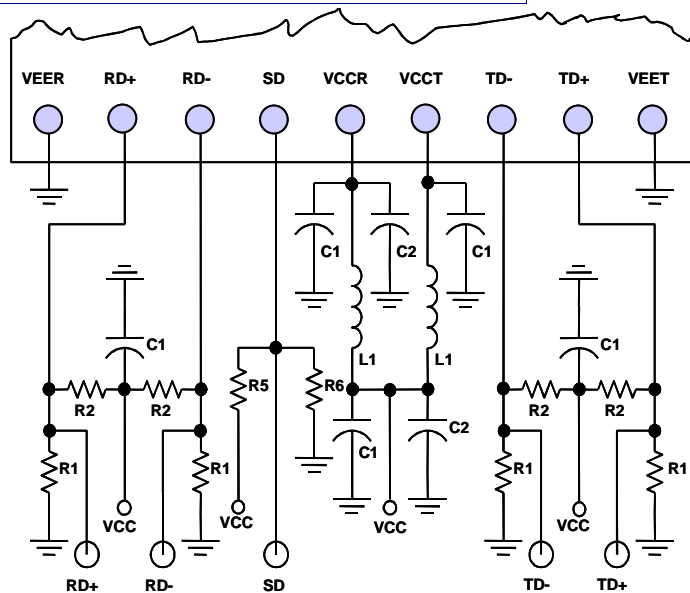 VEER RD+ RD- SD VCCR VCCT TD- TD+ VEET
C1 C2 C1
C1 L1 L1 C1
R5 R6
R2 R2 C1 C2 R2 R2
R1 R1 R1 R1
VCC VCC VCC VCC
RD+ RD- SD TD- TD+